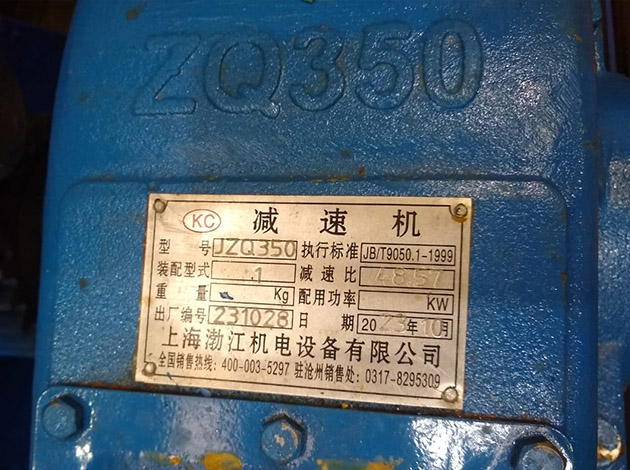 ZQ350
KC 减速机
型号 JZQ350 执行标准 JB/T9050.1-1999
装配型式 1 减速比 48.57
重量 Kg 配用功率 KW
出厂编号 231028 日期 2023年10月
上海渤江机电设备有限公司
全国销售热线:400-003-5297 驻沧州销售处:0317-8295309